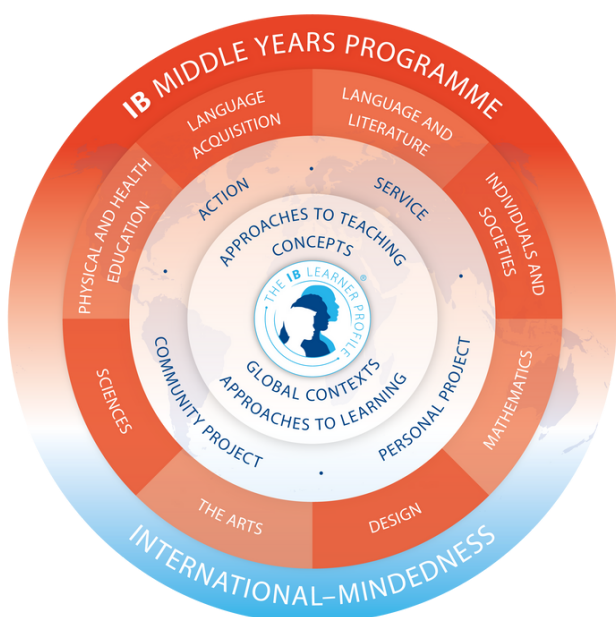 IB MIDDLE YEARS PROGRAMME
LANGUAGE
ACQUISITION
LANGUAGE AND
LITERATURE
PHYSICAL AND HEALTH
EDUCATION
INDIVIDUALS AND
SOCIETIES
SCIENCES
MATHEMATICS
THE ARTS
DESIGN
ACTION
SERVICE
COMMUNITY PROJECT
PERSONAL PROJECT
APPROACHES TO TEACHING
CONCEPTS
THE IB LEARNER PROFILE ®
GLOBAL CONTEXTS
APPROACHES TO LEARNING
INTERNATIONAL–MINDEDNESS